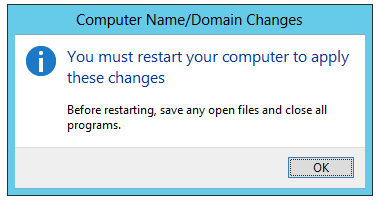 Computer Name/Domain Changes
You must restart your computer to apply
these changes
Before restarting, save any open files and close all
programs.
OK